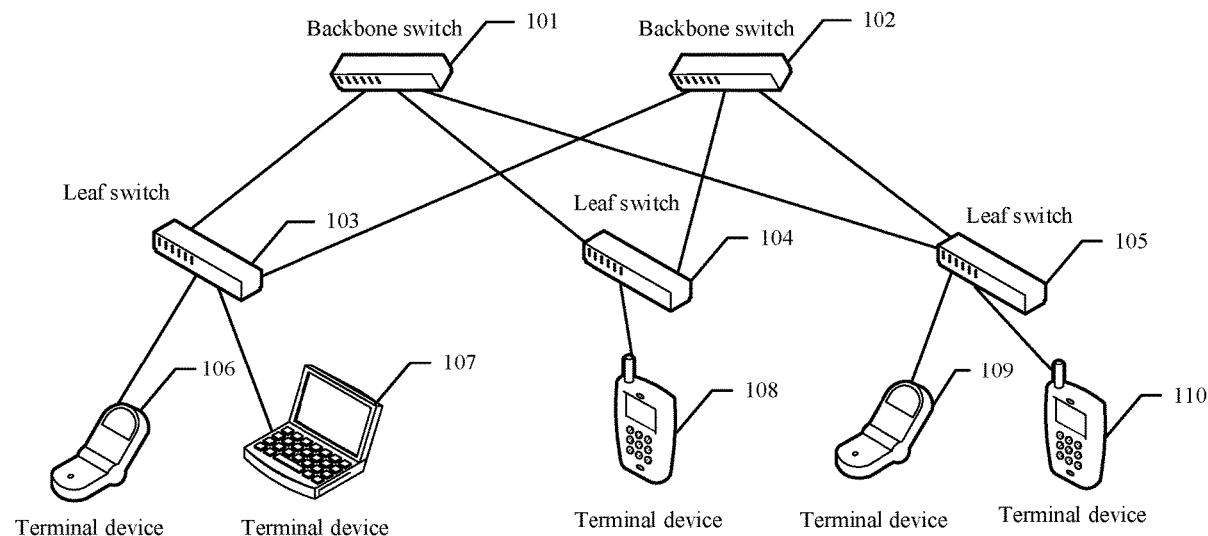 Backbone switch
101
Backbone switch
102
Leaf switch
103
Leaf switch
104
Leaf switch
105
106
107
108
109
110
Terminal device
Terminal device
Terminal device
Terminal device
Terminal device